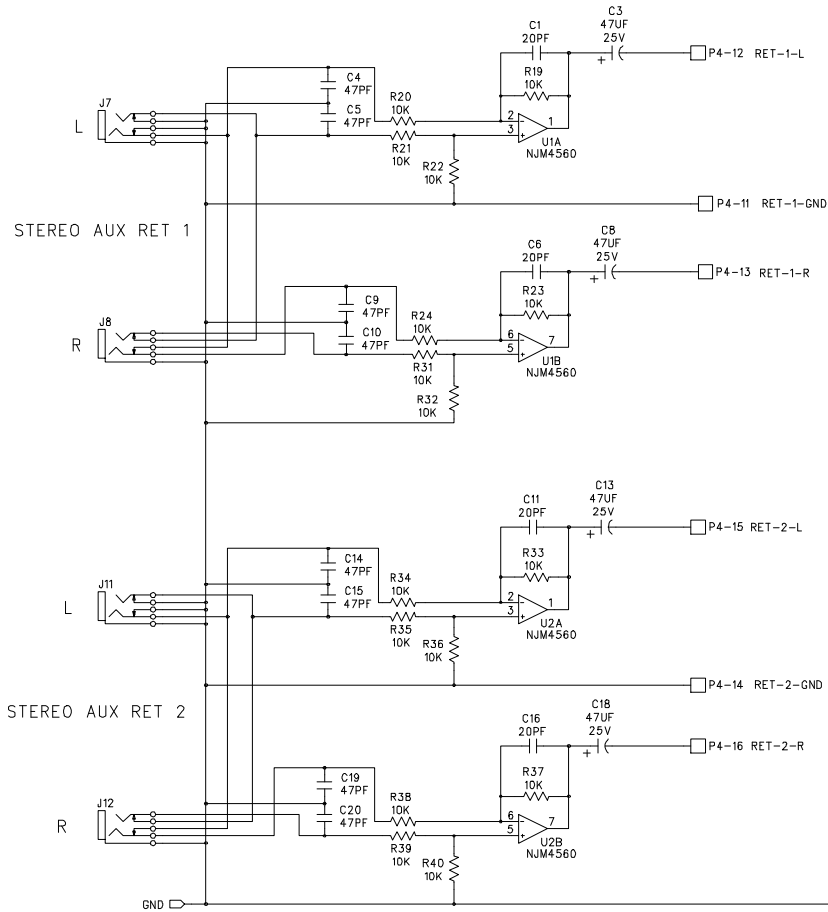 C1
20PF
C3
47UF
25V
P4-12 RET-1-L
+
R19
10K
C4
47PF
C5
47PF
R20
10K
J7
L
2
3
1
-
+
U1A
NJM4560
R21
10K
R22
10K
P4-11 RET-1-GND
STEREO AUX RET 1
C6
20PF
C8
47UF
25V
P4-13 RET-1-R
+
R23
10K
C9
47PF
C10
47PF
R24
10K
J8
R
6
5
7
-
+
U1B
NJM4560
R31
10K
R32
10K
C11
20PF
C13
47UF
25V
P4-15 RET-2-L
+
R33
10K
C14
47PF
C15
47PF
R34
10K
J11
L
2
3
1
-
+
U2A
NJM4560
R35
10K
R36
10K
P4-14 RET-2-GND
STEREO AUX RET 2
C16
20PF
C18
47UF
25V
P4-16 RET-2-R
+
R37
10K
C19
47PF
C20
47PF
R38
10K
J12
R
6
5
7
-
+
U2B
NJM4560
R39
10K
R40
10K
GND